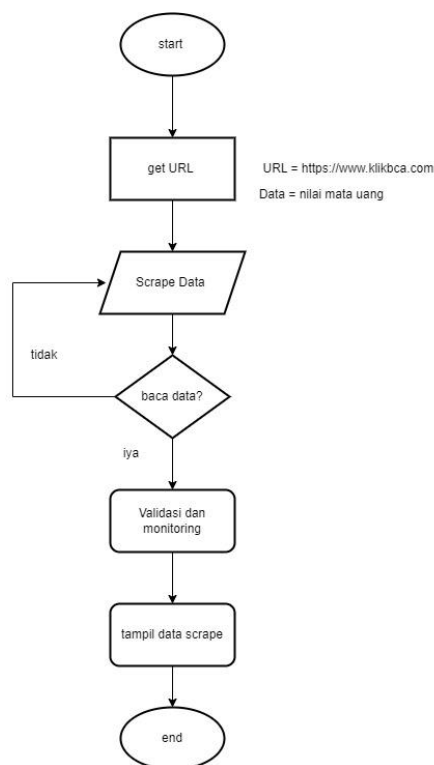 start
get URL
URL = https://www.klikbca.com
Data = nilai mata uang
Scrape Data
tidak
baca data?
iya
Validasi dan
monitoring
tampil data scrape
end